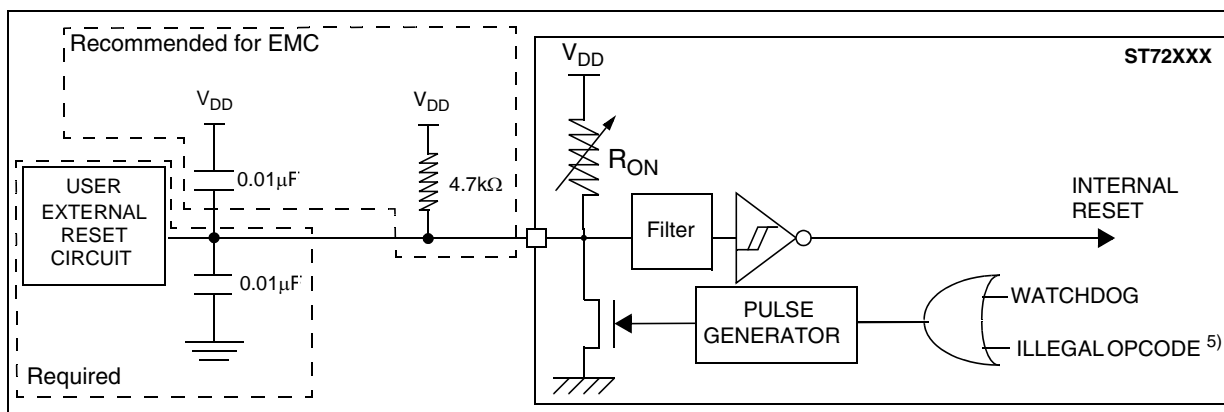 Recommended for EMC
VDD
VDD
0.01µF
4.7kΩ
USER
EXTERNAL
RESET
CIRCUIT
0.01µF
Required
ST72XXX
VDD
RON
Filter
INTERNAL
RESET
PULSE
GENERATOR
WATCHDOG
ILLEGAL OPCODE 5)